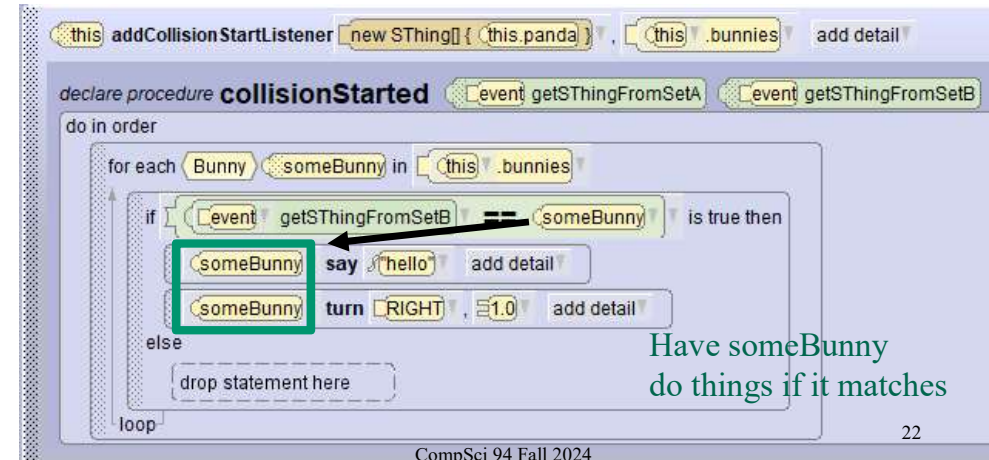 this addCollisionStartListener new SThing[] { this.panda } , this .bunnies add detail
declare procedure collisionStarted event getSThingFromSetA event getSThingFromSetB
do in order
for each Bunny someBunny in this .bunnies
if event getSThingFromSetB == someBunny is true then
someBunny say "hello" add detail
someBunny turn RIGHT , 1.0 add detail
else
drop statement here
loop
Have someBunny
do things if it matches
22
CompSci 94 Fall 2024